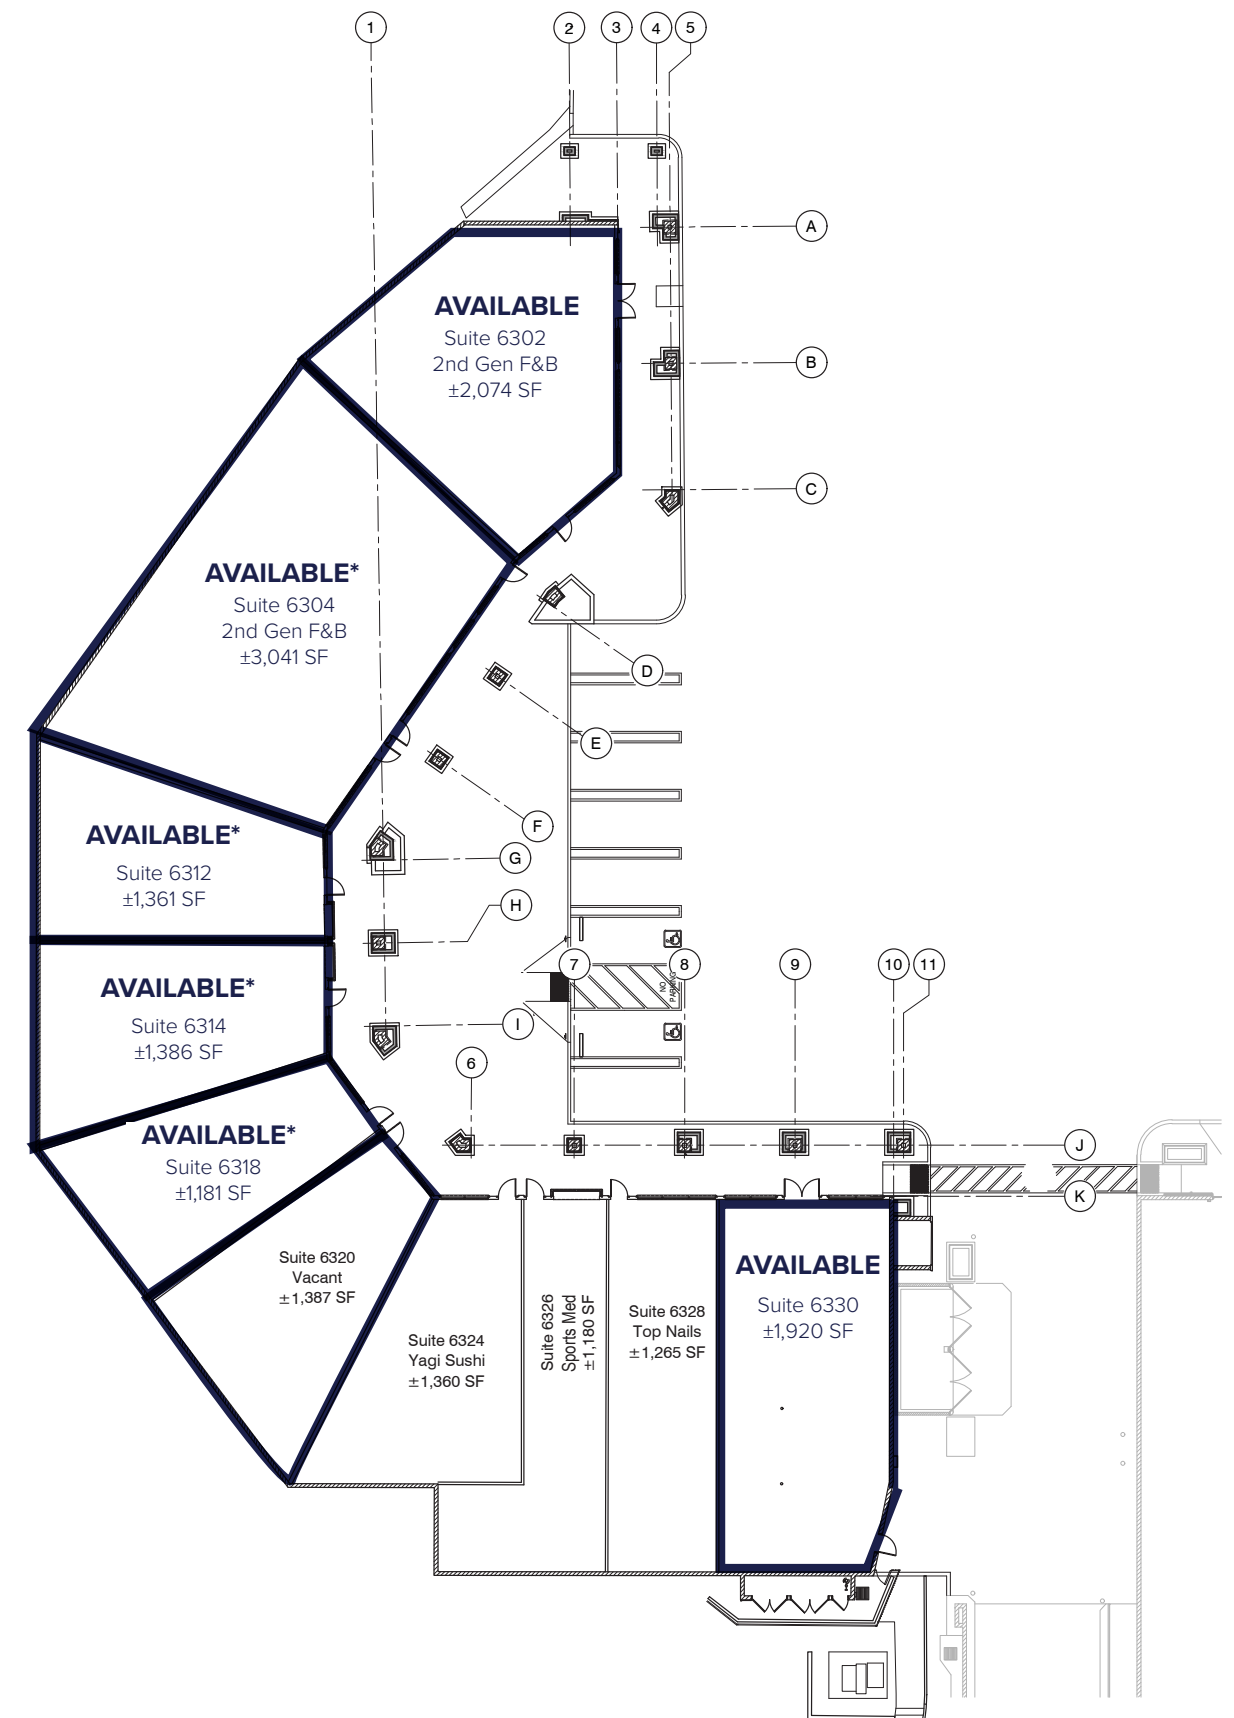 1
2
3
4
5
A
AVAILABLE
Suite 6302
2nd Gen F&B
±2,074 SF
B
C
AVAILABLE*
Suite 6304
2nd Gen F&B
±3,041 SF
D
E
F
AVAILABLE*
Suite 6312
±1,361 SF
G
H
7
8
9
10
11
NO
PARKING
AVAILABLE*
Suite 6314
±1,386 SF
I
6
AVAILABLE*
Suite 6318
±1,181 SF
J
K
Suite 6320
Vacant
±1,387 SF
Suite 6324
Yagi Sushi
±1,360 SF
Suite 6326
Sports Med
±1,180 SF
Suite 6328
Top Nails
±1,265 SF
AVAILABLE
Suite 6330
±1,920 SF